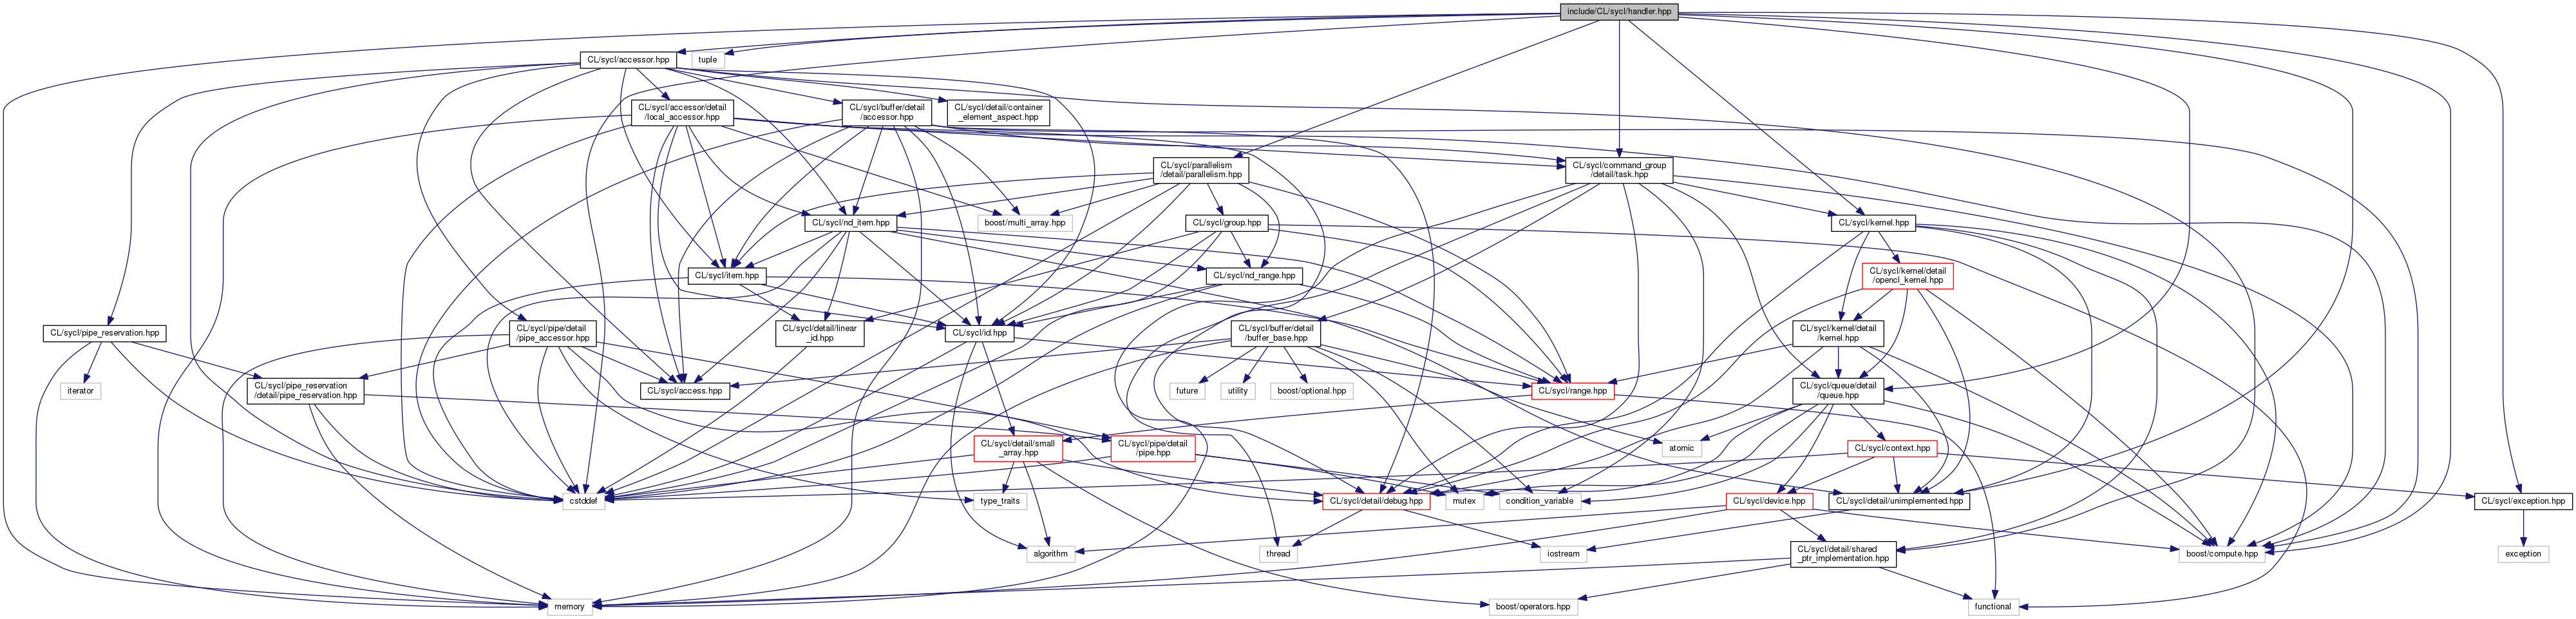 include/CL/sycl/handler.hpp
CL/sycl/accessor.hpp
tuple
CL/sycl/accessor/detail
/local_accessor.hpp
CL/sycl/buffer/detail
/accessor.hpp
CL/sycl/detail/container
_element_aspect.hpp
CL/sycl/parallelism
/detail/parallelism.hpp
CL/sycl/command_group
/detail/task.hpp
CL/sycl/nd_item.hpp
boost/multi_array.hpp
CL/sycl/group.hpp
CL/sycl/kernel.hpp
CL/sycl/item.hpp
CL/sycl/nd_range.hpp
CL/sycl/kernel/detail
/opencl_kernel.hpp
CL/sycl/pipe_reservation.hpp
CL/sycl/pipe/detail
/pipe_accessor.hpp
CL/sycl/detail/linear
_id.hpp
CL/sycl/id.hpp
CL/sycl/buffer/detail
/buffer_base.hpp
CL/sycl/kernel/detail
/kernel.hpp
iterator
CL/sycl/pipe_reservation
/detail/pipe_reservation.hpp
CL/sycl/access.hpp
future
utility
boost/optional.hpp
CL/sycl/range.hpp
CL/sycl/queue/detail
/queue.hpp
CL/sycl/detail/small
_array.hpp
CL/sycl/pipe/detail
/pipe.hpp
atomic
CL/sycl/context.hpp
cstddef
type_traits
CL/sycl/detail/debug.hpp
mutex
condition_variable
CL/sycl/device.hpp
CL/sycl/detail/unimplemented.hpp
CL/sycl/exception.hpp
algorithm
thread
iostream
CL/sycl/detail/shared
_ptr_implementation.hpp
boost/compute.hpp
exception
memory
boost/operators.hpp
functional